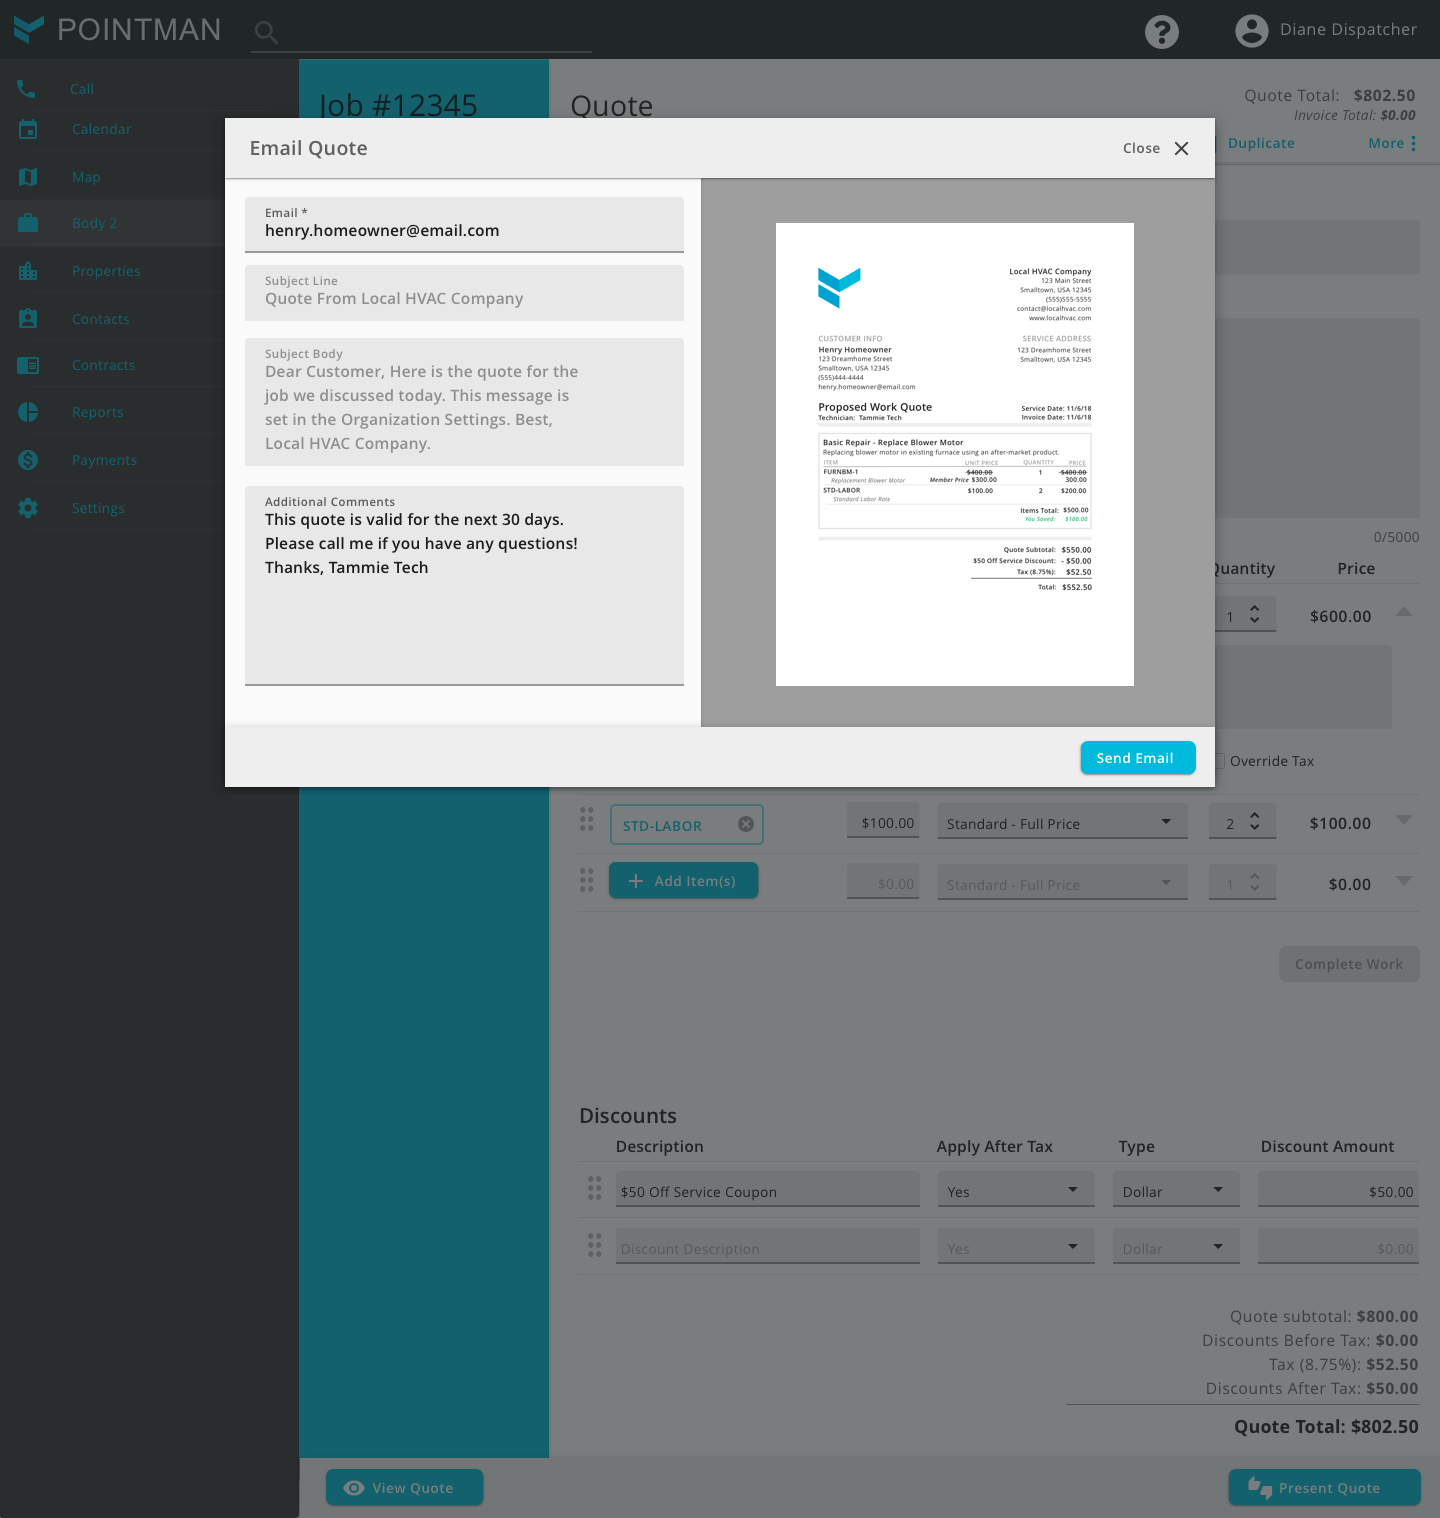 POINTMAN
Diane Dispatcher
Call
Calendar
Map
Body 2
Properties
Contacts
Contracts
Reports
Payments
Settings
Job #12345
Quote
Quote Total: $802.50
Invoice Total: $0.00
Duplicate
More
Email Quote
Close
Email *
henry.homeowner@email.com
Subject Line
Quote From Local HVAC Company
Subject Body
Dear Customer, Here is the quote for the
job we discussed today. This message is
set in the Organization Settings. Best,
Local HVAC Company.
Additional Comments
This quote is valid for the next 30 days.
Please call me if you have any questions!
Thanks, Tammie Tech
Local HVAC Company
123 Main Street
Smalltown, USA 12345
(555)555-5555
contact@localhvac.com
www.localhvac.com
CUSTOMER INFO
Henry Homeowner
123 Dreamhome Street
Smalltown, USA 12345
(555)444-4444
henry.homeowner@email.com
SERVICE ADDRESS
123 Dreamhome Street
Smalltown, USA 12345
Proposed Work Quote
Technician: Tammie Tech
Service Date: 11/6/18
Invoice Date: 11/6/18
Basic Repair - Replace Blower Motor
Replacing blower motor in existing furnace using an after-market product.
ITEM UNIT PRICE QUANTITY PRICE
FURNBM-1 $400.00 1 $400.00
Replacement Blower Motor Member Price $300.00 300.00
STD-LABOR $100.00 2 $200.00
Standard Labor Rate
Items Total: $500.00
You Saved: $100.00
Quote Subtotal: $550.00
$50 Off Service Discount: - $50.00
Tax (8.75%): $52.50
Total: $552.50
Send Email
0/5000
Quantity Price
1 $600.00
Override Tax
STD-LABOR $100.00 Standard - Full Price 2 $100.00
Add Item(s) $0.00 Standard - Full Price 1 $0.00
Complete Work
Discounts
Description Apply After Tax Type Discount Amount
$50 Off Service Coupon Yes Dollar $50.00
Discount Description Yes Dollar $0.00
Quote subtotal: $800.00
Discounts Before Tax: $0.00
Tax (8.75%): $52.50
Discounts After Tax: $50.00
Quote Total: $802.50
View Quote
Present Quote